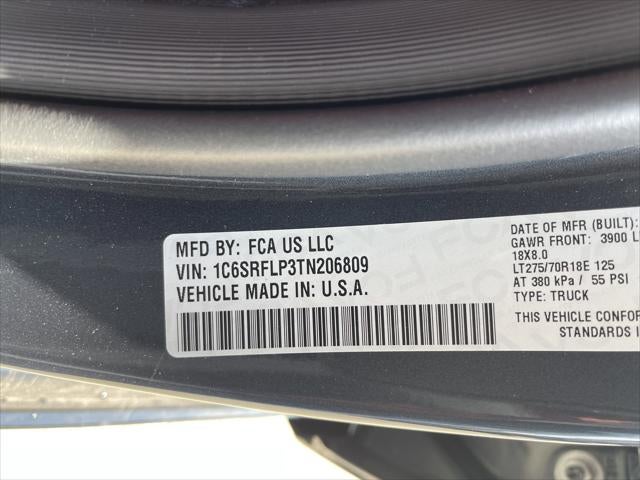 MFD BY: FCA US LLC
VIN: 1C6SRFLP3TN206809
VEHICLE MADE IN: U.S.A.
DATE OF MFR (BUILT):
GAWR FRONT: 3900
18X8.0
LT275/70R18E 125
AT 380 kPa / 55 PSI
TYPE: TRUCK
THIS VEHICLE
STANDARDS